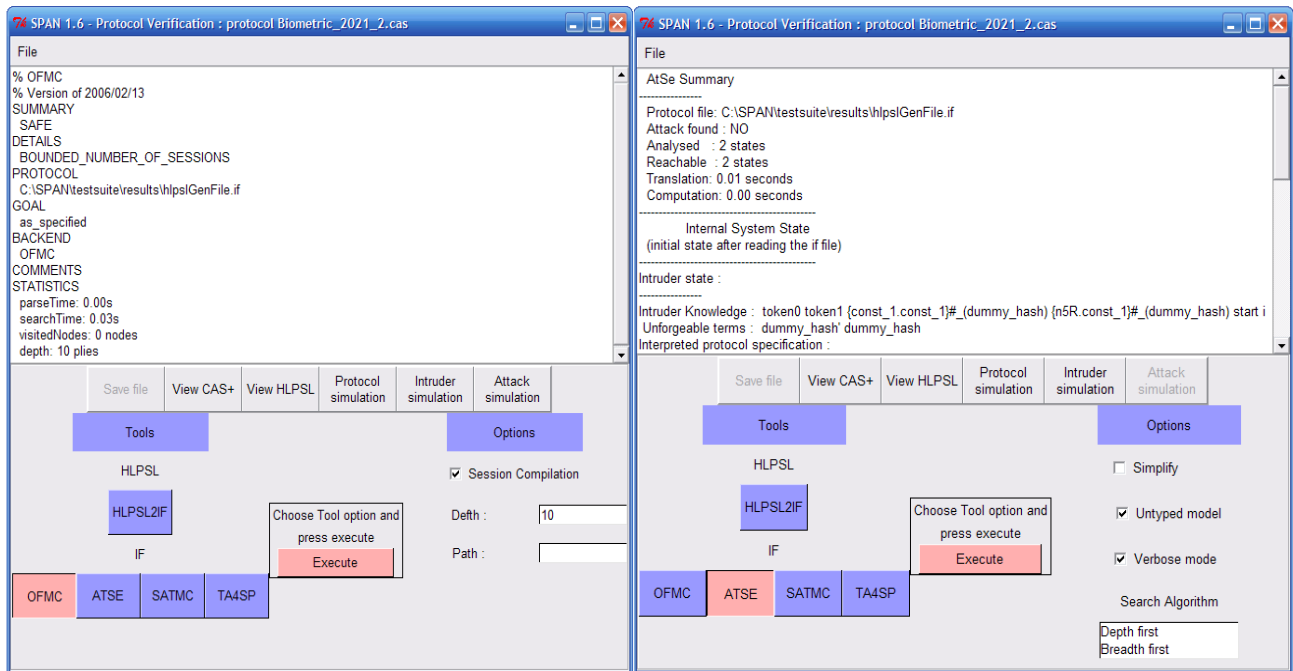 SPAN 1.6 - Protocol Verification : protocol Biometric_2021_2.cas
File
% OFMC
% Version of 2006/02/13
SUMMARY
SAFE
DETAILS
BOUNDED_NUMBER_OF_SESSIONS
PROTOCOL
C:\SPAN\testsuite\results\hlpslGenFile.if
GOAL
as_specified
BACKEND
OFMC
COMMENTS
STATISTICS
parseTime: 0.00s
searchTime: 0.03s
visitedNodes: 0 nodes
depth: 10 plies
Save file View CAS+ View HLPSL Protocol simulation Intruder simulation Attack simulation
Tools
Options
HLPSL
Session Compilation
HLPSL2IF
Choose Tool option and
press execute
Execute
Defth : 10
Path :
IF
OFMC ATSE SATMC TA4SP
SPAN 1.6 - Protocol Verification : protocol Biometric_2021_2.cas
File
AtSe Summary
----------------
Protocol file: C:\SPAN\testsuite\results\hlpslGenFile.if
Attack found : NO
Analysed : 2 states
Reachable : 2 states
Translation: 0.01 seconds
Computation: 0.00 seconds
---------------------------------------------
Internal System State
(initial state after reading the if file)
---------------------------------------------
Intruder state :
----------------
Intruder Knowledge : token0 token1 {const_1.const_1}#_(dummy_hash) {n5R.const_1}#_(dummy_hash) start i
Unforgeable terms : dummy_hash' dummy_hash
Interpreted protocol specification :
Save file View CAS+ View HLPSL Protocol simulation Intruder simulation Attack simulation
Tools
Options
HLPSL
Simplify
HLPSL2IF
Choose Tool option and
press execute
Execute
Untyped model
Verbose mode
IF
OFMC ATSE SATMC TA4SP
Search Algorithm
Depth first
Breadth first